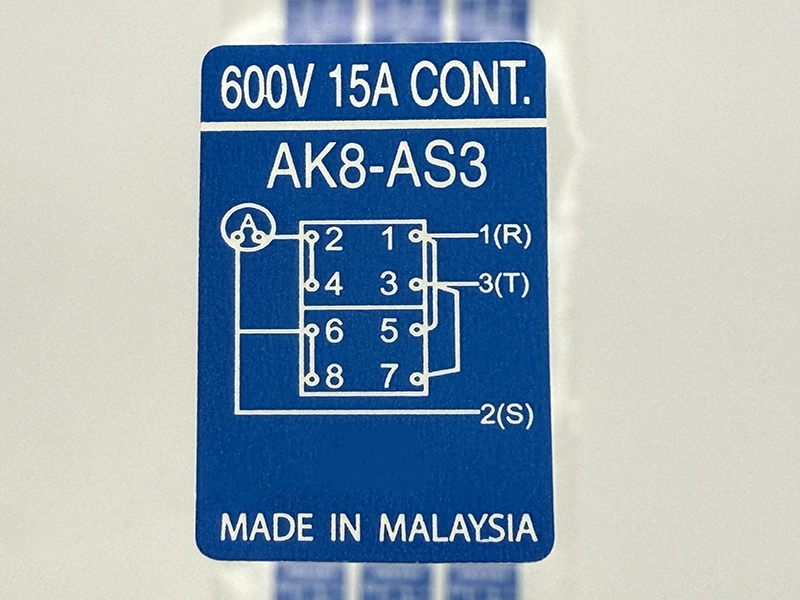 600V 15A CONT.
AK8-AS3
A
2 1 1(R)
4 3 3(T)
6 5
8 7
2(S)
MADE IN MALAYSIA